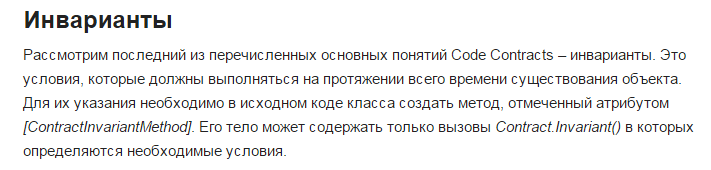 Инварианты
Рассмотрим последний из перечисленных основных понятий Code Contracts – инварианты. Это
условия, которые должны выполняться на протяжении всего времени существования объекта.
Для их указания необходимо в исходном коде класса создать метод, отмеченный атрибутом
[ContractInvariantMethod]. Его тело может содержать только вызовы Contract.Invariant() в которых
определяются необходимые условия.